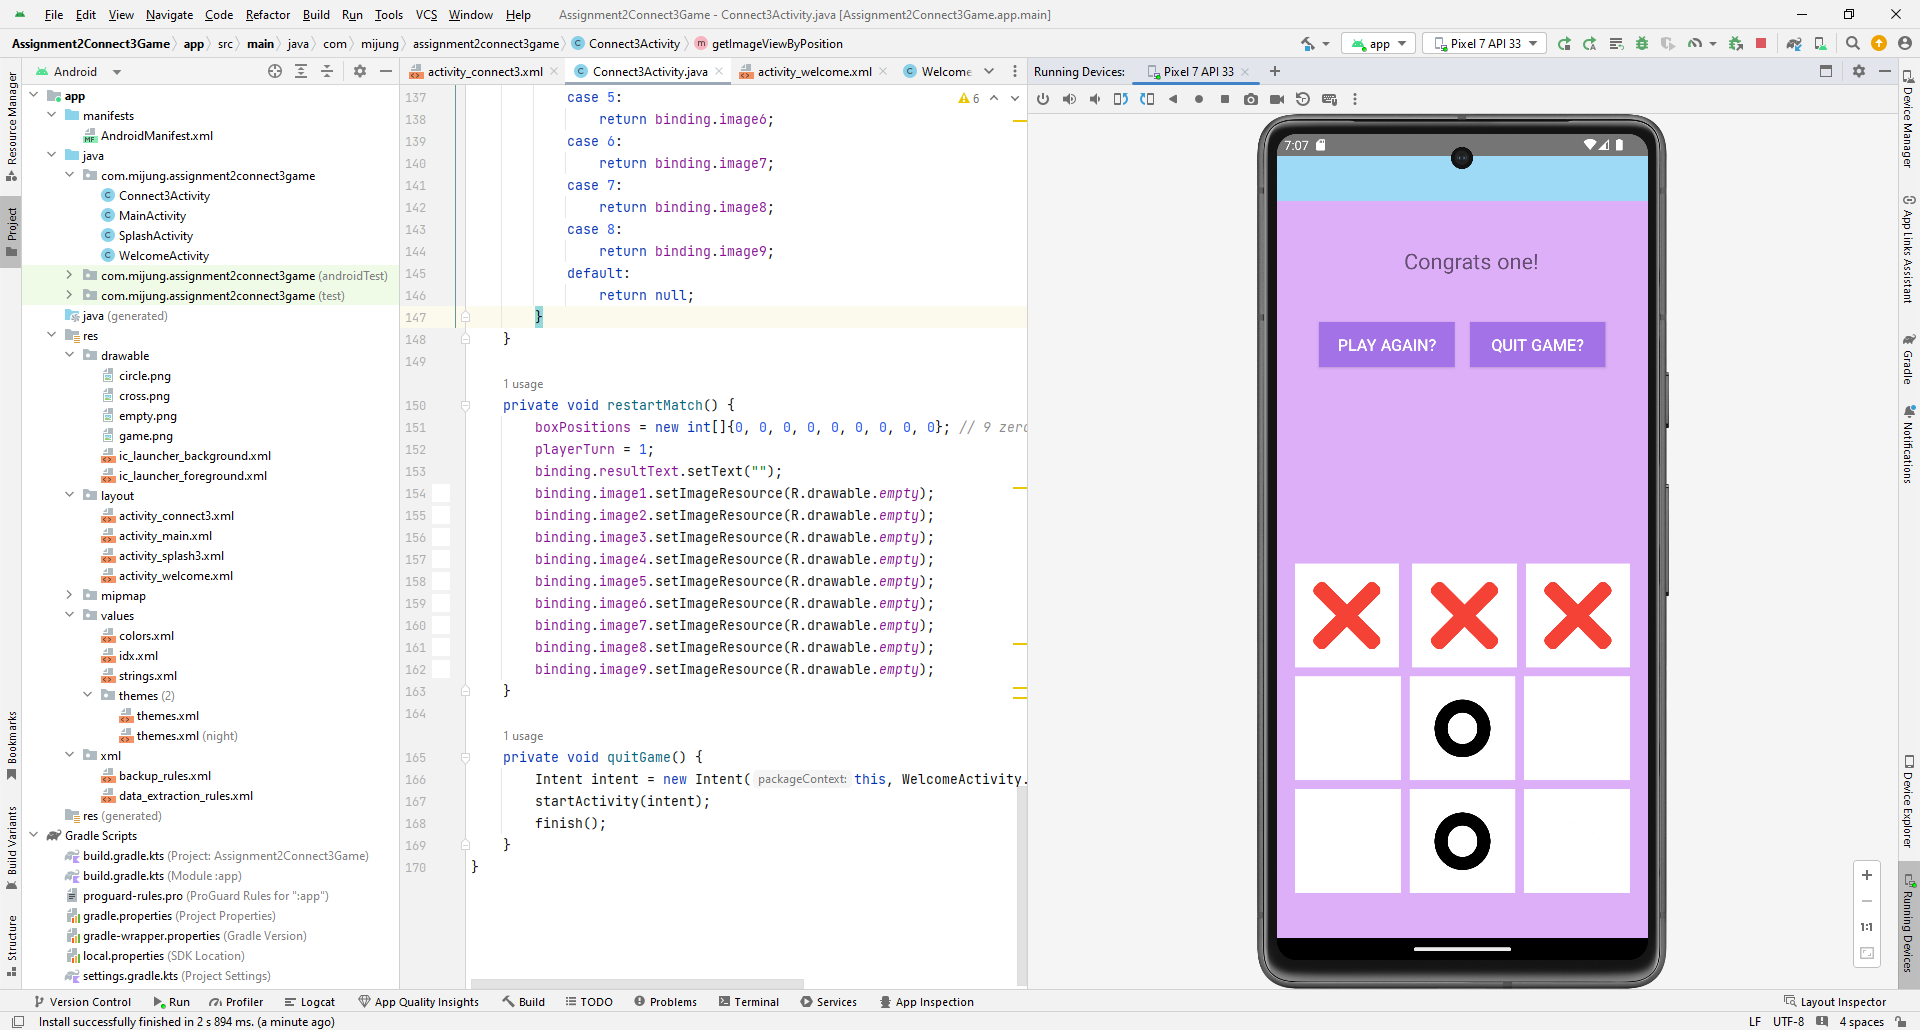 File Edit View Navigate Code Refactor Build Run Tools VCS Window Help Assignment2Connect3Game - Connect3Activity.java [Assignment2Connect3Game.app.main]
Assignment2Connect3Game app src main java com mijung assignment2connect3game Connect3Activity getImageViewByPosition app Pixel 7 API 33
Android
activity_connect3.xml Connect3Activity.java activity_welcome.xml Welcome
Running Devices: Pixel 7 API 33
Resource Manager
Project
Bookmarks
Build Variants
Structure
app
manifests
AndroidManifest.xml
java
com.mijung.assignment2connect3game
Connect3Activity
MainActivity
SplashActivity
WelcomeActivity
com.mijung.assignment2connect3game (androidTest)
com.mijung.assignment2connect3game (test)
java (generated)
res
drawable
circle.png
cross.png
empty.png
game.png
ic_launcher_background.xml
ic_launcher_foreground.xml
layout
activity_connect3.xml
activity_main.xml
activity_splash3.xml
activity_welcome.xml
mipmap
values
colors.xml
idx.xml
strings.xml
themes (2)
themes.xml
themes.xml (night)
xml
backup_rules.xml
data_extraction_rules.xml
res (generated)
Gradle Scripts
build.gradle.kts (Project: Assignment2Connect3Game)
build.gradle.kts (Module :app)
proguard-rules.pro (ProGuard Rules for ":app")
gradle.properties (Project Properties)
gradle-wrapper.properties (Gradle Version)
local.properties (SDK Location)
settings.gradle.kts (Project Settings)
6
137 case 5:
138 return binding.image6;
139 case 6:
140 return binding.image7;
141 case 7:
142 return binding.image8;
143 case 8:
144 return binding.image9;
145 default:
146 return null;
147 }
148 }
149
1 usage
150 private void restartMatch() {
151 boxPositions = new int[]{0, 0, 0, 0, 0, 0, 0, 0, 0}; // 9 zero
152 playerTurn = 1;
153 binding.resultText.setText("");
154 binding.image1.setImageResource(R.drawable.empty);
155 binding.image2.setImageResource(R.drawable.empty);
156 binding.image3.setImageResource(R.drawable.empty);
157 binding.image4.setImageResource(R.drawable.empty);
158 binding.image5.setImageResource(R.drawable.empty);
159 binding.image6.setImageResource(R.drawable.empty);
160 binding.image7.setImageResource(R.drawable.empty);
161 binding.image8.setImageResource(R.drawable.empty);
162 binding.image9.setImageResource(R.drawable.empty);
163 }
164
1 usage
165 private void quitGame() {
166 Intent intent = new Intent( packageContext: this, WelcomeActivity.
167 startActivity(intent);
168 finish();
169 }
170 }
7:07
Congrats one!
PLAY AGAIN? QUIT GAME?
1:1
Device Manager
App Links Assistant
Gradle
Notifications
Device Explorer
Running Devices
Version Control Run Profiler Logcat App Quality Insights Build TODO Problems Terminal Services App Inspection Layout Inspector
Install successfully finished in 2 s 894 ms. (a minute ago) LF UTF-8 4 spaces